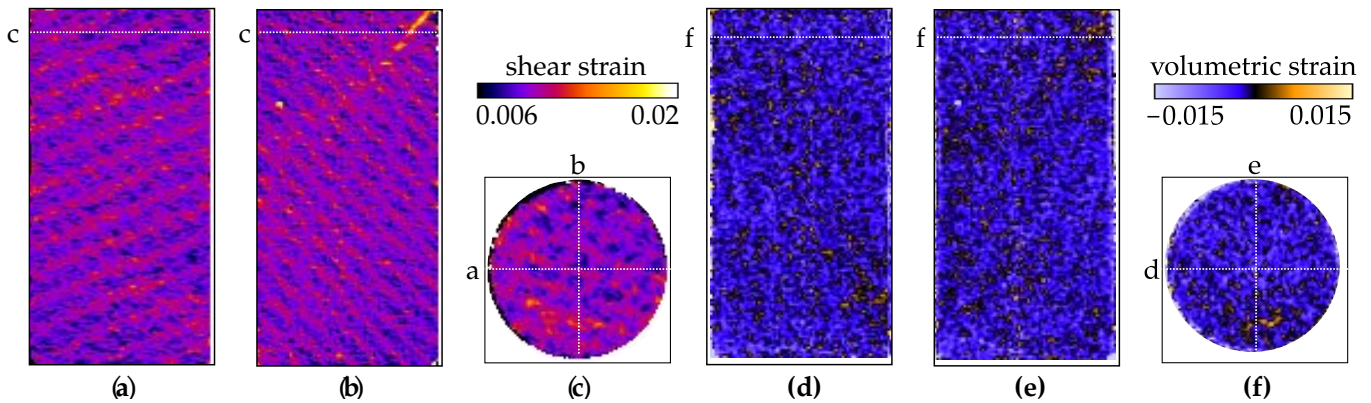 c
c
shear strain
0.006 0.02
b
a
f
f
volumetric strain
−0.015 0.015
e
d
(a) (b) (c) (d) (e) (f)